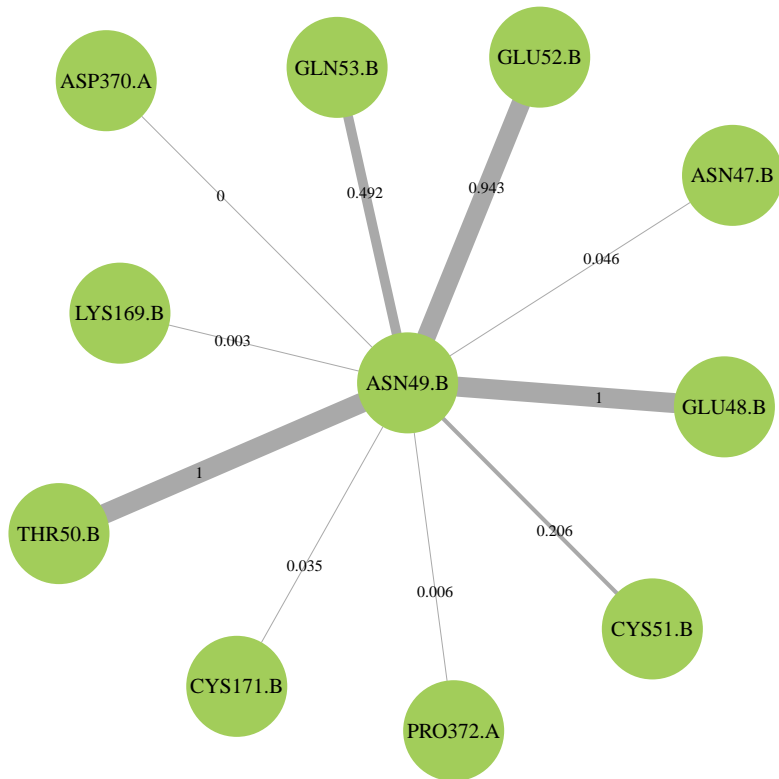 GLU52.B
GLN53.B
ASP370.A
ASN47.B
0.943
0.492
0
0.046
LYS169.B
0.003
ASN49.B
1
GLU48.B
1
THR50.B
0.206
0.035
0.006
CYS51.B
CYS171.B
PRO372.A